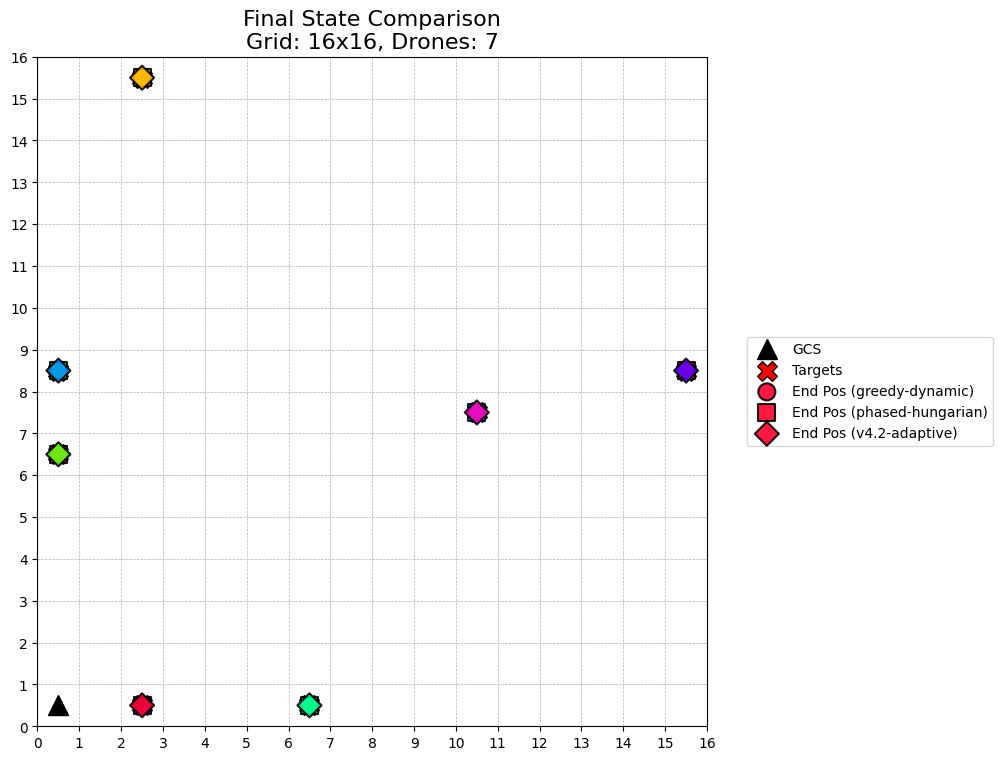 Final State Comparison
Grid: 16x16, Drones: 7
16
15
14
13
12
11
10
9
8
7
6
5
4
3
2
1
0
0 1 2 3 4 5 6 7 8 9 10 11 12 13 14 15 16
GCS
Targets
End Pos (greedy-dynamic)
End Pos (phased-hungarian)
End Pos (v4.2-adaptive)